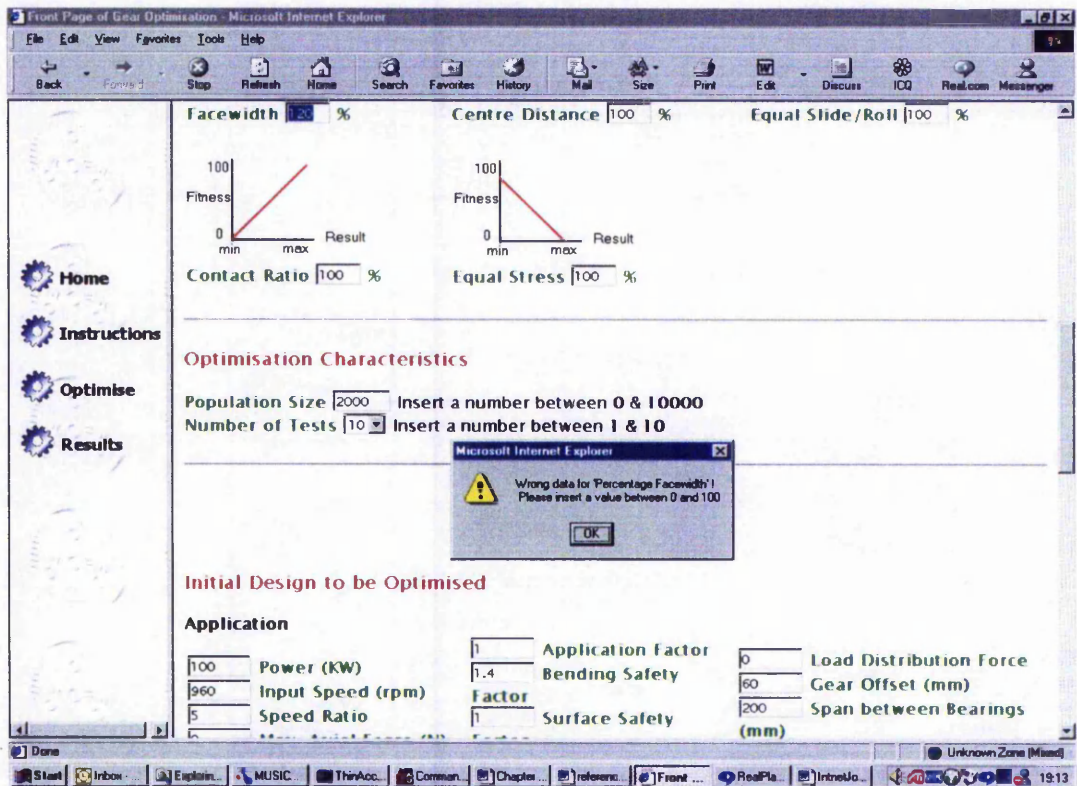 Front Page of Gear Optimisation - Microsoft Internet Explorer
File Edit View Favorites Tools Help
Back Forward Stop Refresh Home Search Favorites History Mail Size Print Edit Discuss ICQ Real.com Messenger
Facewidth 120 % Centre Distance 100 % Equal Slide/Roll 100 %
100 100
Fitness Fitness
0 Result 0 Result
min max min max
Contact Ratio 100 % Equal Stress 100 %
Home
Instructions
Optimise
Results
Optimisation Characteristics
Population Size 2000 Insert a number between 0 & 10000
Number of Tests 10 Insert a number between 1 & 10
Microsoft Internet Explorer
Wrong data for 'Percentage Facewidth' !
Please insert a value between 0 and 100
OK
Initial Design to be Optimised
Application
100 Power (KW)
960 Input Speed (rpm)
5 Speed Ratio
1 Application Factor
1.4 Bending Safety
Factor
1 Surface Safety
0 Load Distribution Force
60 Gear Offset (mm)
200 Span between Bearings
(mm)
Done Unknown Zone (Mixed)
Start Inbox - ... Explorin... MUSIC ThinAcc... Comman... Chapter ... referenc... Front ... RealPla... IntnetJo... 19:13